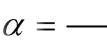 α = —